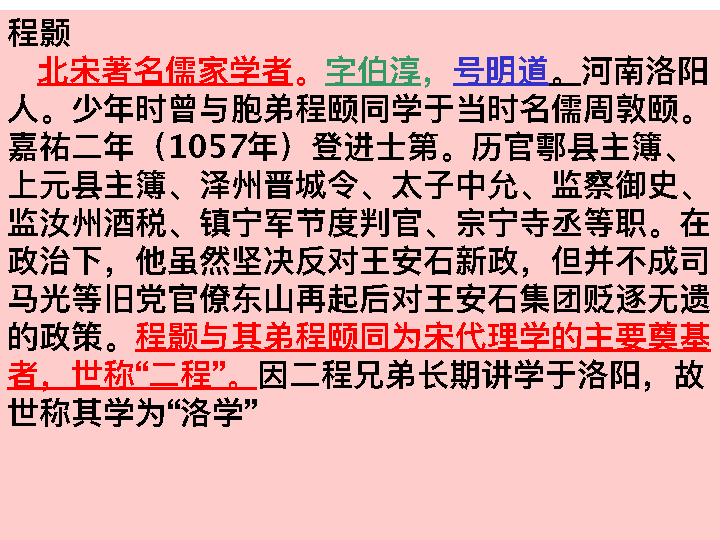 程颢
北宋著名儒家学者。字伯淳，号明道。河南洛阳
人。少年时曾与胞弟程颐同学于当时名儒周敦颐。
嘉祐二年（1057年）登进士第。历官鄠县主簿、
上元县主簿、泽州晋城令、太子中允、监察御史、
监汝州酒税、镇宁军节度判官、宗宁寺丞等职。在
政治下，他虽然坚决反对王安石新政，但并不成司
马光等旧党官僚东山再起后对王安石集团贬逐无遗
的政策。程颢与其弟程颐同为宋代理学的主要奠基
者，世称“二程”。因二程兄弟长期讲学于洛阳，故
世称其学为“洛学”